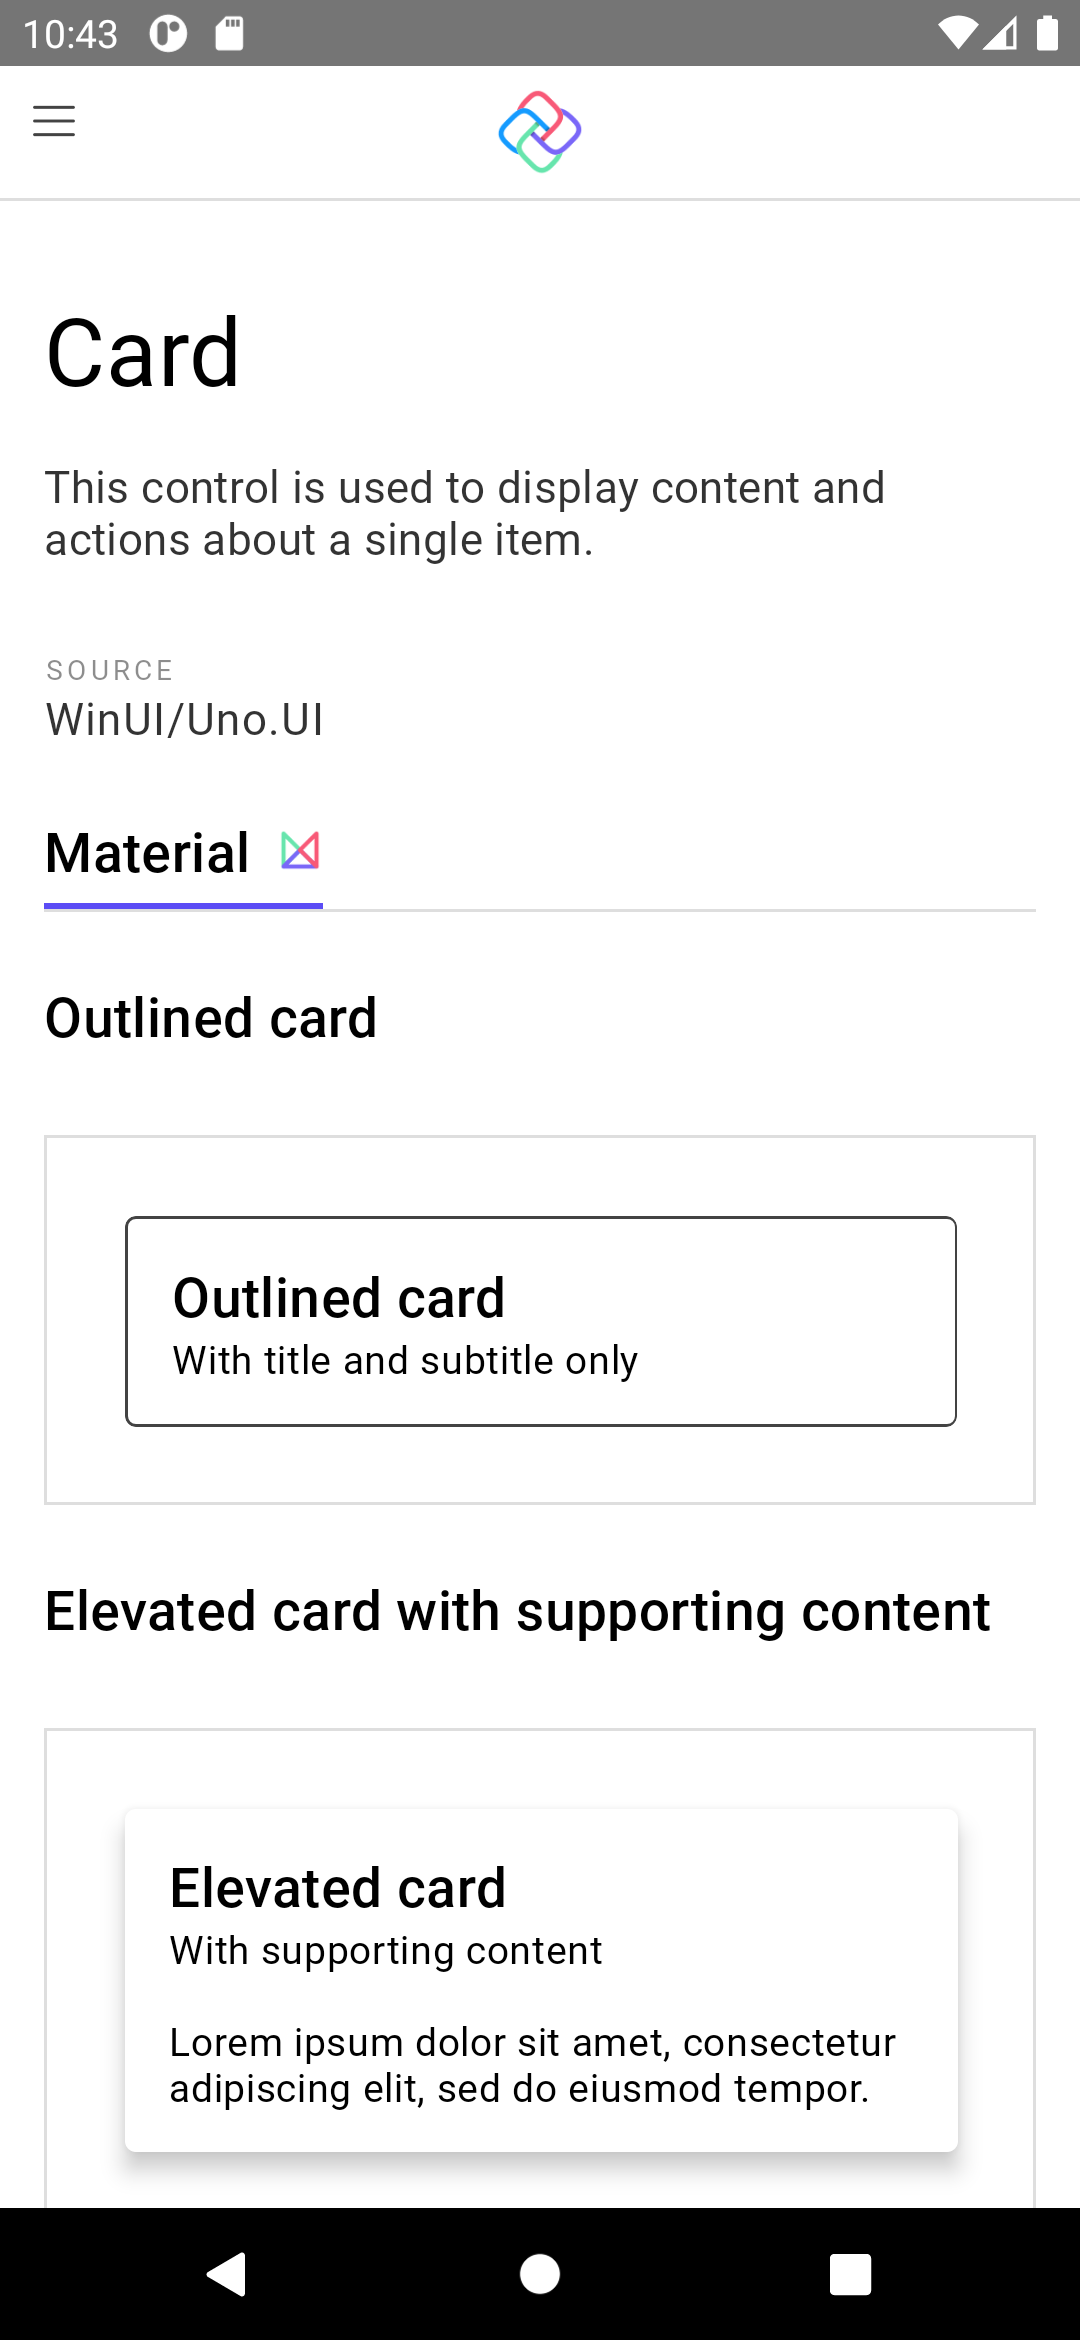 10:43
Card
This control is used to display content and
actions about a single item.
SOURCE
WinUI/Uno.UI
Material
Outlined card
Outlined card
With title and subtitle only
Elevated card with supporting content
Elevated card
With supporting content
Lorem ipsum dolor sit amet, consectetur
adipiscing elit, sed do eiusmod tempor.